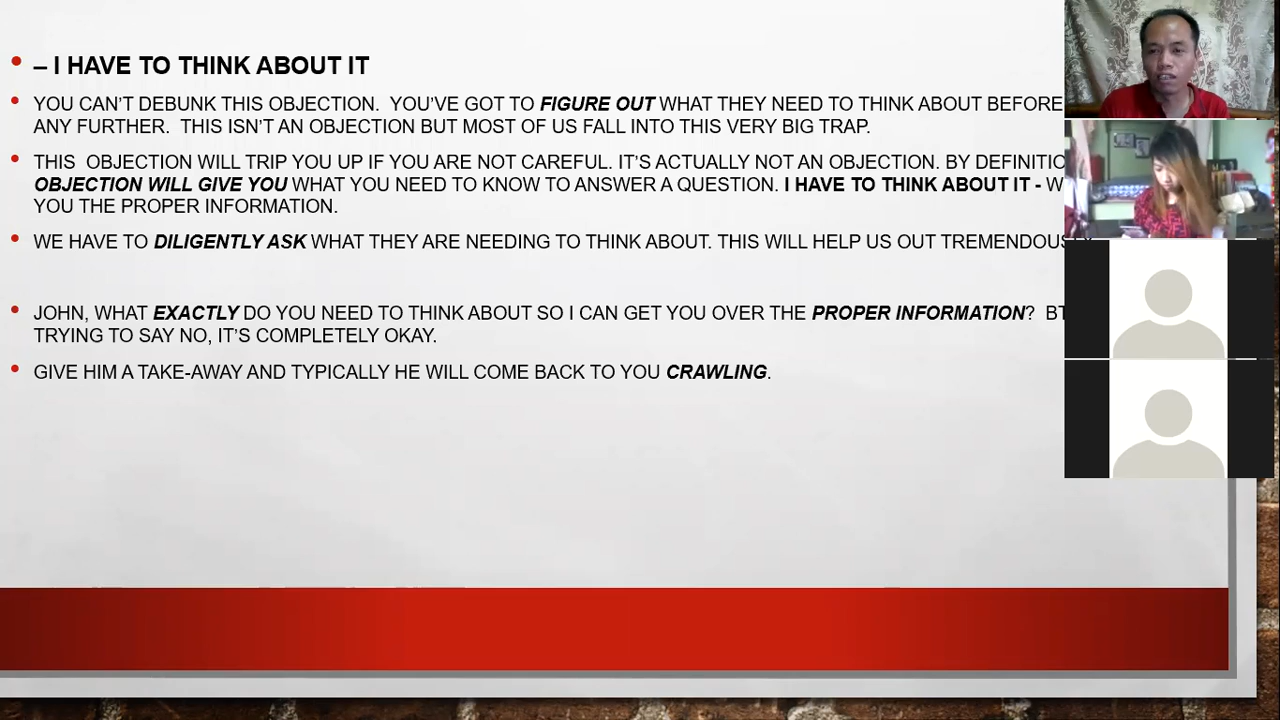 – I HAVE TO THINK ABOUT IT
YOU CAN'T DEBUNK THIS OBJECTION. YOU'VE GOT TO FIGURE OUT WHAT THEY NEED TO THINK ABOUT BEFORE
ANY FURTHER. THIS ISN'T AN OBJECTION BUT MOST OF US FALL INTO THIS VERY BIG TRAP.
THIS OBJECTION WILL TRIP YOU UP IF YOU ARE NOT CAREFUL. IT'S ACTUALLY NOT AN OBJECTION. BY
OBJECTION WILL GIVE YOU WHAT YOU NEED TO KNOW TO ANSWER A QUESTION. I HAVE TO THINK ABOUT IT -
YOU THE PROPER INFORMATION.
WE HAVE TO DILIGENTLY ASK WHAT THEY ARE NEEDING TO THINK ABOUT. THIS WILL HELP US OUT TREMENDOUSLY
JOHN, WHAT EXACTLY DO YOU NEED TO THINK ABOUT SO I CAN GET YOU OVER THE PROPER INFORMATION?
TRYING TO SAY NO, IT'S COMPLETELY OKAY.
GIVE HIM A TAKE-AWAY AND TYPICALLY HE WILL COME BACK TO YOU CRAWLING.